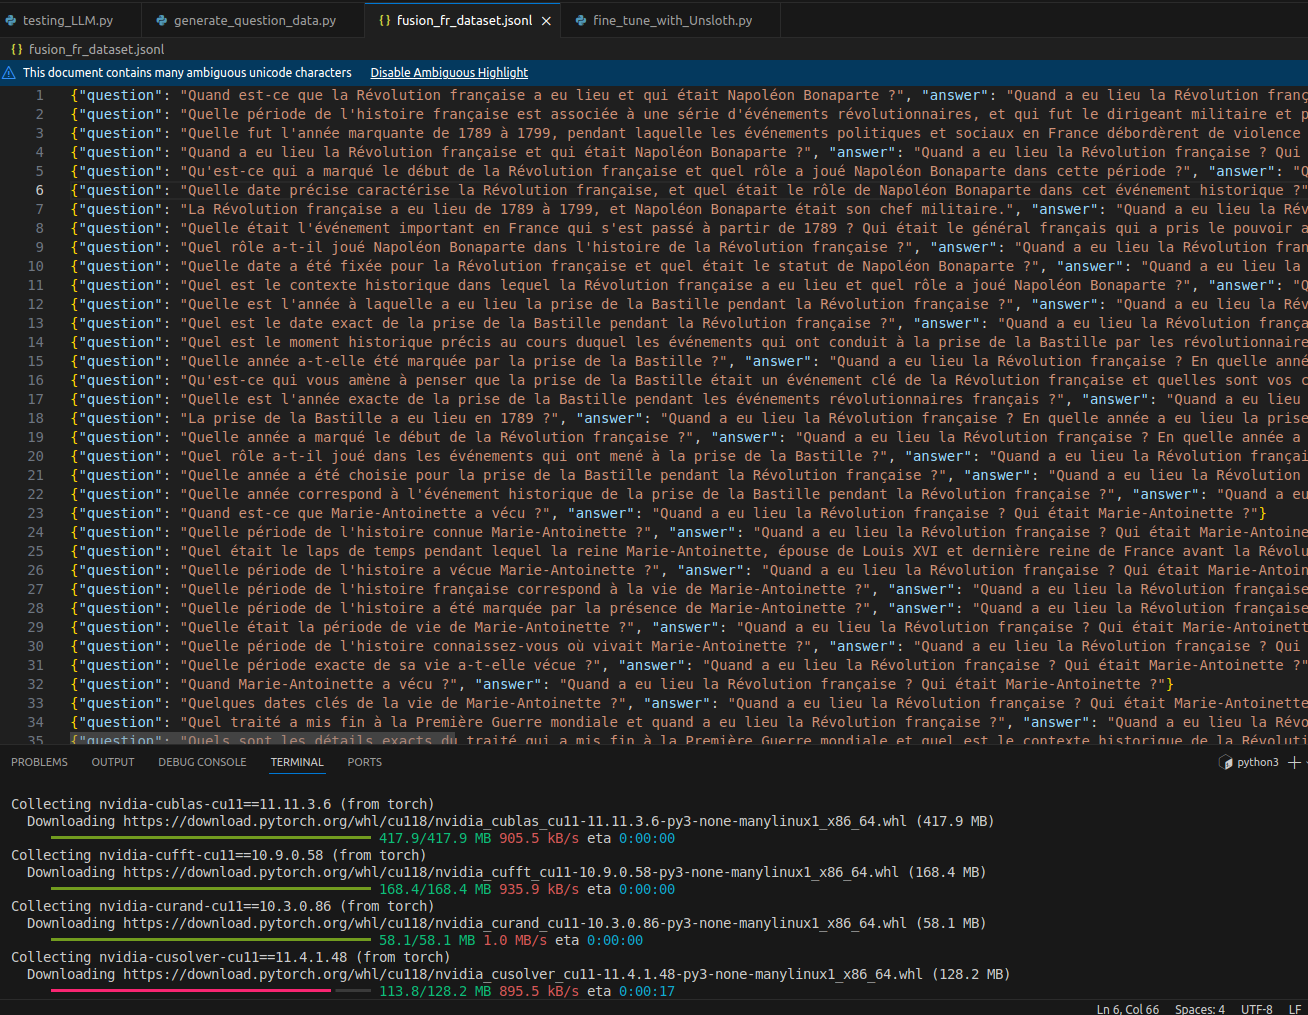 testing_LLM.py generate_question_data.py {} fusion_fr_dataset.jsonl × fine_tune_with_Unsloth.py
{} fusion_fr_dataset.jsonl
This document contains many ambiguous unicode characters Disable Ambiguous Highlight
1 {"question": "Quand est-ce que la Révolution française a eu lieu et qui était Napoléon Bonaparte ?", "answer": "Quand a eu lieu la Révolution franç
2 {"question": "Quelle période de l'histoire française est associée à une série d'événements révolutionnaires, et qui fut le dirigeant militaire et p
3 {"question": "Quelle fut l'année marquante de 1789 à 1799, pendant laquelle les événements politiques et sociaux en France débordèrent de violence
4 {"question": "Quand a eu lieu la Révolution française et qui était Napoléon Bonaparte ?", "answer": "Quand a eu lieu la Révolution française ? Qui
5 {"question": "Qu'est-ce qui a marqué le début de la Révolution française et quel rôle a joué Napoléon Bonaparte dans cette période ?", "answer": "Q
6 {"question": "Quelle date précise caractérise la Révolution française, et quel était le rôle de Napoléon Bonaparte dans cet événement historique ?"
7 {"question": "La Révolution française a eu lieu de 1789 à 1799, et Napoléon Bonaparte était son chef militaire.", "answer": "Quand a eu lieu la Rév
8 {"question": "Quelle était l'événement important en France qui s'est passé à partir de 1789 ? Qui était le général français qui a pris le pouvoir a
9 {"question": "Quel rôle a-t-il joué Napoléon Bonaparte dans l'histoire de la Révolution française ?", "answer": "Quand a eu lieu la Révolution fran
10 {"question": "Quelle date a été fixée pour la Révolution française et quel était le statut de Napoléon Bonaparte ?", "answer": "Quand a eu lieu la
11 {"question": "Quel est le contexte historique dans lequel la Révolution française a eu lieu et quel rôle a joué Napoléon Bonaparte ?", "answer": "Q
12 {"question": "Quelle est l'année à laquelle a eu lieu la prise de la Bastille pendant la Révolution française ?", "answer": "Quand a eu lieu la Rév
13 {"question": "Quel est le date exact de la prise de la Bastille pendant la Révolution française ?", "answer": "Quand a eu lieu la Révolution frança
14 {"question": "Quel est le moment historique précis au cours duquel les événements qui ont conduit à la prise de la Bastille par les révolutionnaire
15 {"question": "Quelle année a-t-elle été marquée par la prise de la Bastille ?", "answer": "Quand a eu lieu la Révolution française ? En quelle anné
16 {"question": "Qu'est-ce qui vous amène à penser que la prise de la Bastille était un événement clé de la Révolution française et quelles sont vos c
17 {"question": "Quelle est l'année exacte de la prise de la Bastille pendant les événements révolutionnaires français ?", "answer": "Quand a eu lieu
18 {"question": "La prise de la Bastille a eu lieu en 1789 ?", "answer": "Quand a eu lieu la Révolution française ? En quelle année a eu lieu la prise
19 {"question": "Quelle année a marqué le début de la Révolution française ?", "answer": "Quand a eu lieu la Révolution française ? En quelle année a
20 {"question": "Quel rôle a-t-il joué dans les événements qui ont mené à la prise de la Bastille ?", "answer": "Quand a eu lieu la Révolution françai
21 {"question": "Quelle année a été choisie pour la prise de la Bastille pendant la Révolution française ?", "answer": "Quand a eu lieu la Révolution
22 {"question": "Quelle année correspond à l'événement historique de la prise de la Bastille pendant la Révolution française ?", "answer": "Quand a eu
23 {"question": "Quand est-ce que Marie-Antoinette a vécu ?", "answer": "Quand a eu lieu la Révolution française ? Qui était Marie-Antoinette ?"}
24 {"question": "Quelle période de l'histoire connue Marie-Antoinette ?", "answer": "Quand a eu lieu la Révolution française ? Qui était Marie-Antoine
25 {"question": "Quel était le laps de temps pendant lequel la reine Marie-Antoinette, épouse de Louis XVI et dernière reine de France avant la Révolu
26 {"question": "Quelle période de l'histoire a vécue Marie-Antoinette ?", "answer": "Quand a eu lieu la Révolution française ? Qui était Marie-Antoin
27 {"question": "Quelle période de l'histoire française correspond à la vie de Marie-Antoinette ?", "answer": "Quand a eu lieu la Révolution française
28 {"question": "Quelle période de l'histoire a été marquée par la présence de Marie-Antoinette ?", "answer": "Quand a eu lieu la Révolution française
29 {"question": "Quelle était la période de vie de Marie-Antoinette ?", "answer": "Quand a eu lieu la Révolution française ? Qui était Marie-Antoinett
30 {"question": "Quelle période de l'histoire connaissez-vous où vivait Marie-Antoinette ?", "answer": "Quand a eu lieu la Révolution française ? Qui
31 {"question": "Quelle période exacte de sa vie a-t-elle vécue ?", "answer": "Quand a eu lieu la Révolution française ? Qui était Marie-Antoinette ?"
32 {"question": "Quand Marie-Antoinette a vécu ?", "answer": "Quand a eu lieu la Révolution française ? Qui était Marie-Antoinette ?"}
33 {"question": "Quelques dates clés de la vie de Marie-Antoinette ?", "answer": "Quand a eu lieu la Révolution française ? Qui était Marie-Antoinette
34 {"question": "Quel traité a mis fin à la Première Guerre mondiale et quand a eu lieu la Révolution française ?", "answer": "Quand a eu lieu la Révo
35 {"question": "Quels sont les détails exacts du traité qui a mis fin à la Première Guerre mondiale et quel est le contexte historique de la Révoluti
PROBLEMS OUTPUT DEBUG CONSOLE TERMINAL PORTS python3
Collecting nvidia-cublas-cu11==11.11.3.6 (from torch)
Downloading https://download.pytorch.org/whl/cu118/nvidia_cublas_cu11-11.11.3.6-py3-none-manylinux1_x86_64.whl (417.9 MB)
417.9/417.9 MB 905.5 kB/s eta 0:00:00
Collecting nvidia-cufft-cu11==10.9.0.58 (from torch)
Downloading https://download.pytorch.org/whl/cu118/nvidia_cufft_cu11-10.9.0.58-py3-none-manylinux1_x86_64.whl (168.4 MB)
168.4/168.4 MB 935.9 kB/s eta 0:00:00
Collecting nvidia-curand-cu11==10.3.0.86 (from torch)
Downloading https://download.pytorch.org/whl/cu118/nvidia_curand_cu11-10.3.0.86-py3-none-manylinux1_x86_64.whl (58.1 MB)
58.1/58.1 MB 1.0 MB/s eta 0:00:00
Collecting nvidia-cusolver-cu11==11.4.1.48 (from torch)
Downloading https://download.pytorch.org/whl/cu118/nvidia_cusolver_cu11-11.4.1.48-py3-none-manylinux1_x86_64.whl (128.2 MB)
113.8/128.2 MB 895.5 kB/s eta 0:00:17
Ln 6, Col 66 Spaces: 4 UTF-8 LF